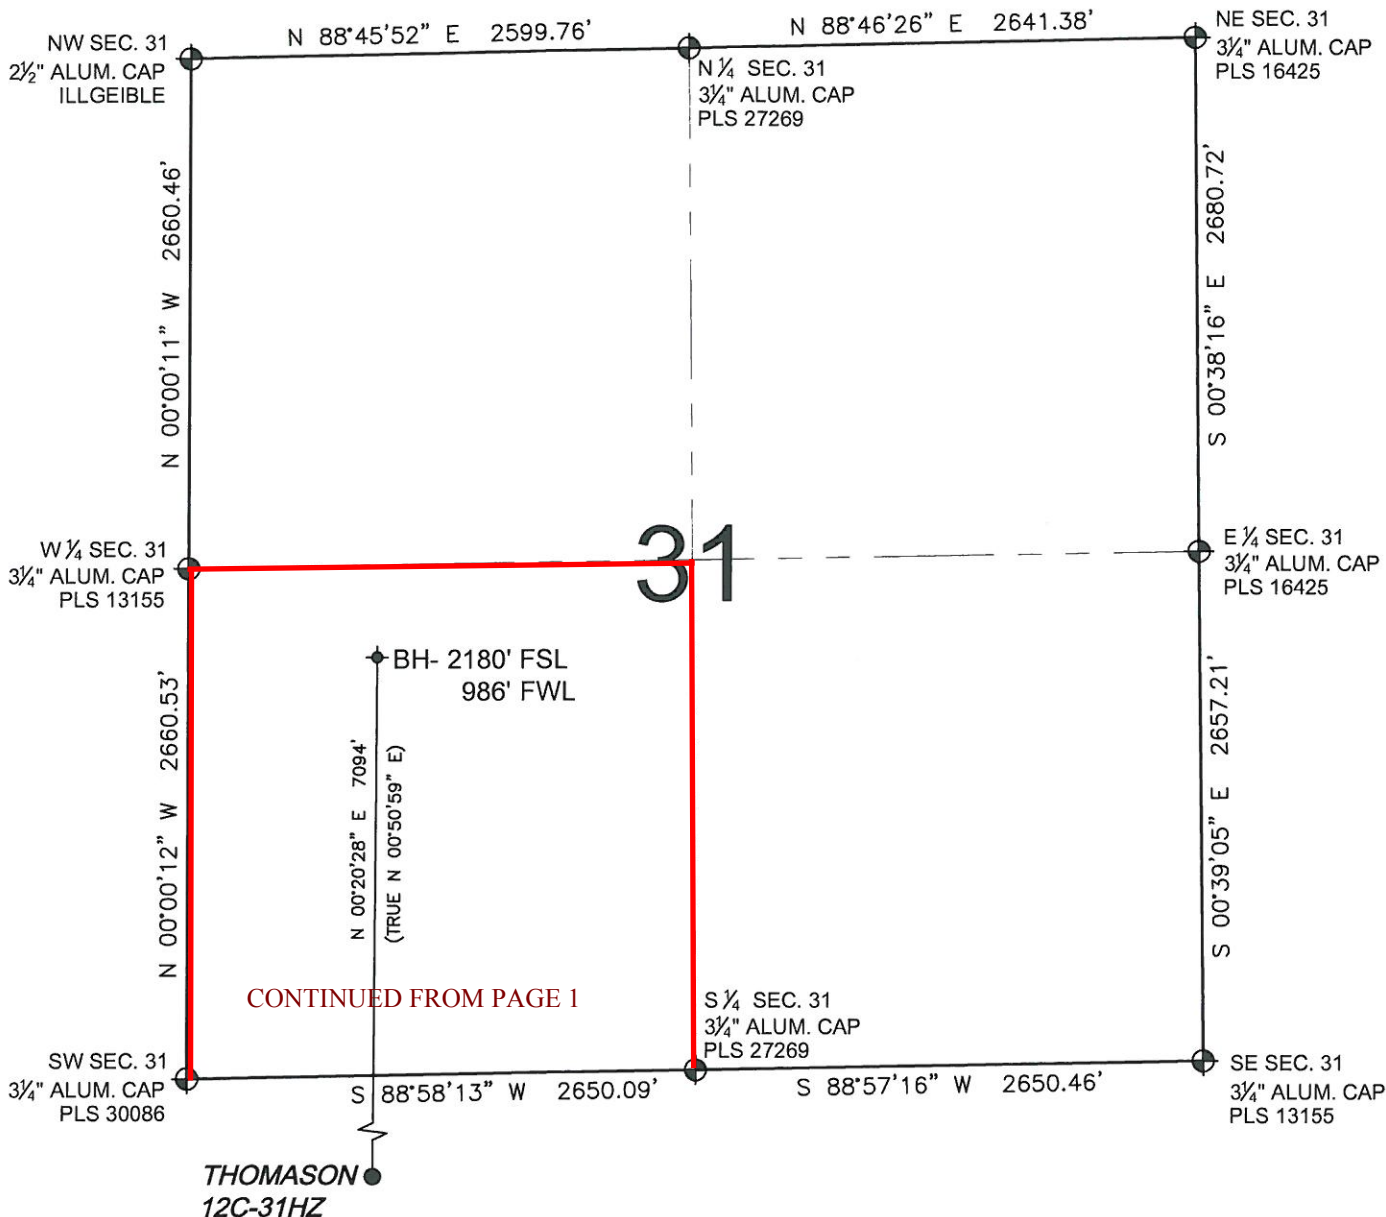 N 88°45'52" E 2599.76'
N 88°46'26" E 2641.38'
NW SEC. 31
2½" ALUM. CAP
ILLGEIBLE
N ¼ SEC. 31
3¼" ALUM. CAP
PLS 27269
NE SEC. 31
3¼" ALUM. CAP
PLS 16425
N 00°00'11" W 2660.46'
S 00°38'16" E 2680.72'
W ¼ SEC. 31
3¼" ALUM. CAP
PLS 13155
31
E ¼ SEC. 31
3¼" ALUM. CAP
PLS 16425
BH- 2180' FSL
986' FWL
N 00°00'12" W 2660.53'
N 00°20'28" E 7094'
(TRUE N 00°50'59" E)
S 00°39'05" E 2657.21'
CONTINUED FROM PAGE 1
S ¼ SEC. 31
3¼" ALUM. CAP
PLS 27269
SW SEC. 31
3¼" ALUM. CAP
PLS 30086
S 88°58'13" W 2650.09'
S 88°57'16" W 2650.46'
SE SEC. 31
3¼" ALUM. CAP
PLS 13155
THOMASON
12C-31HZ